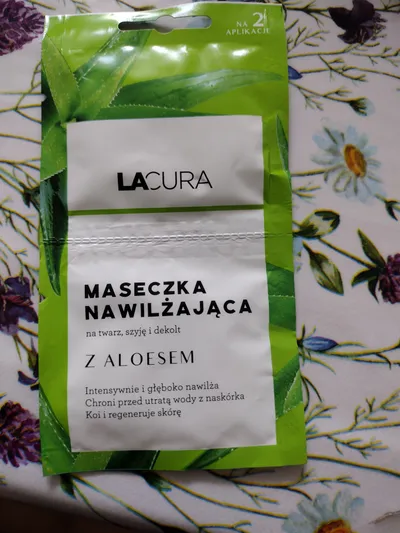 NA 2
APLIKACJE
LACURA
MASECZKA
NAWILŻAJĄCA
na twarz, szyję i dekolt
Z ALOESEM
Intensywnie i głęboko nawilża
Chroni przed utratą wody z naskórka
Koi i regeneruje skórę